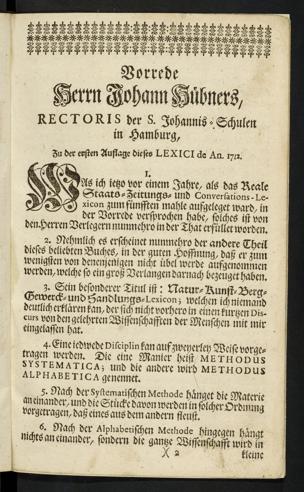 Vorrede
Herrn Johann Hübners,
RECTORIS der S. Johannis-Schulen
in Hamburg,
Zu der ersten Auflage dieses LEXICI de An. 1712.
1.
WAs ich ietzo vor einem Jahre, als das Reale
Staats-Zeitungs- und Conversations-Le-
xicon zum fünfften mahle aufgeleget ward, in
der Vorrede versprochen habe, solches ist von
den Herren Verlegern nunmehro in der That erfüllet worden.
2. Nehmlich es erscheinet nunmehro der andere Theil
dieses beliebten Buches, in der guten Hoffnung, daß er zum
wenigsten von denenjenigen nicht übel werde aufgenommen
werden, welche so ein groß Verlangen darnach bezeuget haben.
3. Sein besonderer Titul ist: Natur-Kunst-Berg-
Gewerck- und Handlungs-Lexicon; welchen ich niemand
deutlich erklären kan, der sich nicht vorhero in einen kurtzen Dis-
curs von den gelehrten Wissenschafften der Menschen mit mir
eingelassen hat.
4. Eine iedwede Disciplin kan auf zweyerley Weise vorge-
tragen werden. Die eine Manier heist METHODUS
SYSTEMATICA; und die andere wird METHODUS
ALPHABETICA genennet.
5. Nach der Systematischen Methode hänget die Materie
an einander, und die Stücke davon werden in solcher Ordnung
vorgetragen, daß eines aus dem andern fleust.
6. Nach der Alphabetischen Methode hingegen hängt
nichts an einander, sondern die gantze Wissenschafft wird in
)( 2 kleine